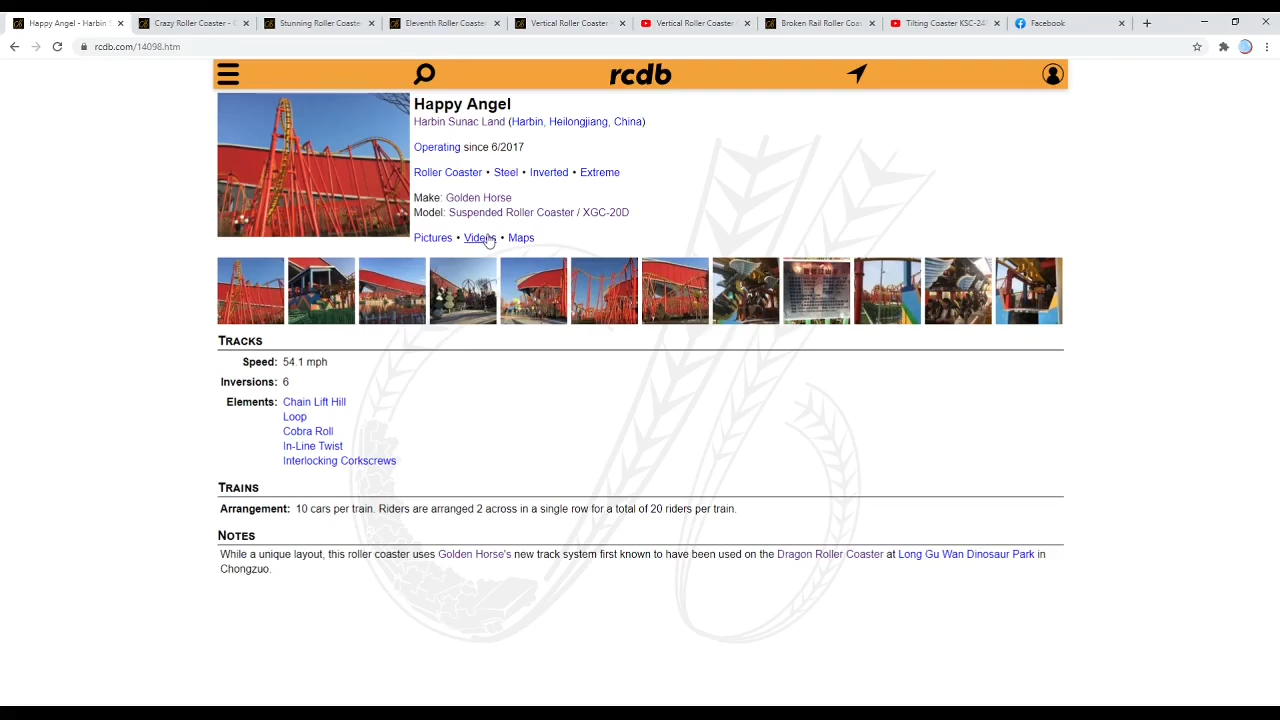 Happy Angel - Harbin S
Crazy Roller Coaster - C
Stunning Roller Coaster
Eleventh Roller Coaster
Vertical Roller Coaster -
Vertical Roller Coaster
Broken Rail Roller Coas
Tilting Coaster KSC-24
Facebook
rcdb.com/14098.htm
rcdb
Happy Angel
Harbin Sunac Land (Harbin, Heilongjiang, China)
Operating since 6/2017
Roller Coaster • Steel • Inverted • Extreme
Make: Golden Horse
Model: Suspended Roller Coaster / XGC-20D
Pictures • Videos • Maps
TRACKS
Speed: 54.1 mph
Inversions: 6
Elements: Chain Lift Hill
Loop
Cobra Roll
In-Line Twist
Interlocking Corkscrews
TRAINS
Arrangement: 10 cars per train. Riders are arranged 2 across in a single row for a total of 20 riders per train.
NOTES
While a unique layout, this roller coaster uses Golden Horse's new track system first known to have been used on the Dragon Roller Coaster at Long Gu Wan Dinosaur Park in
Chongzuo.